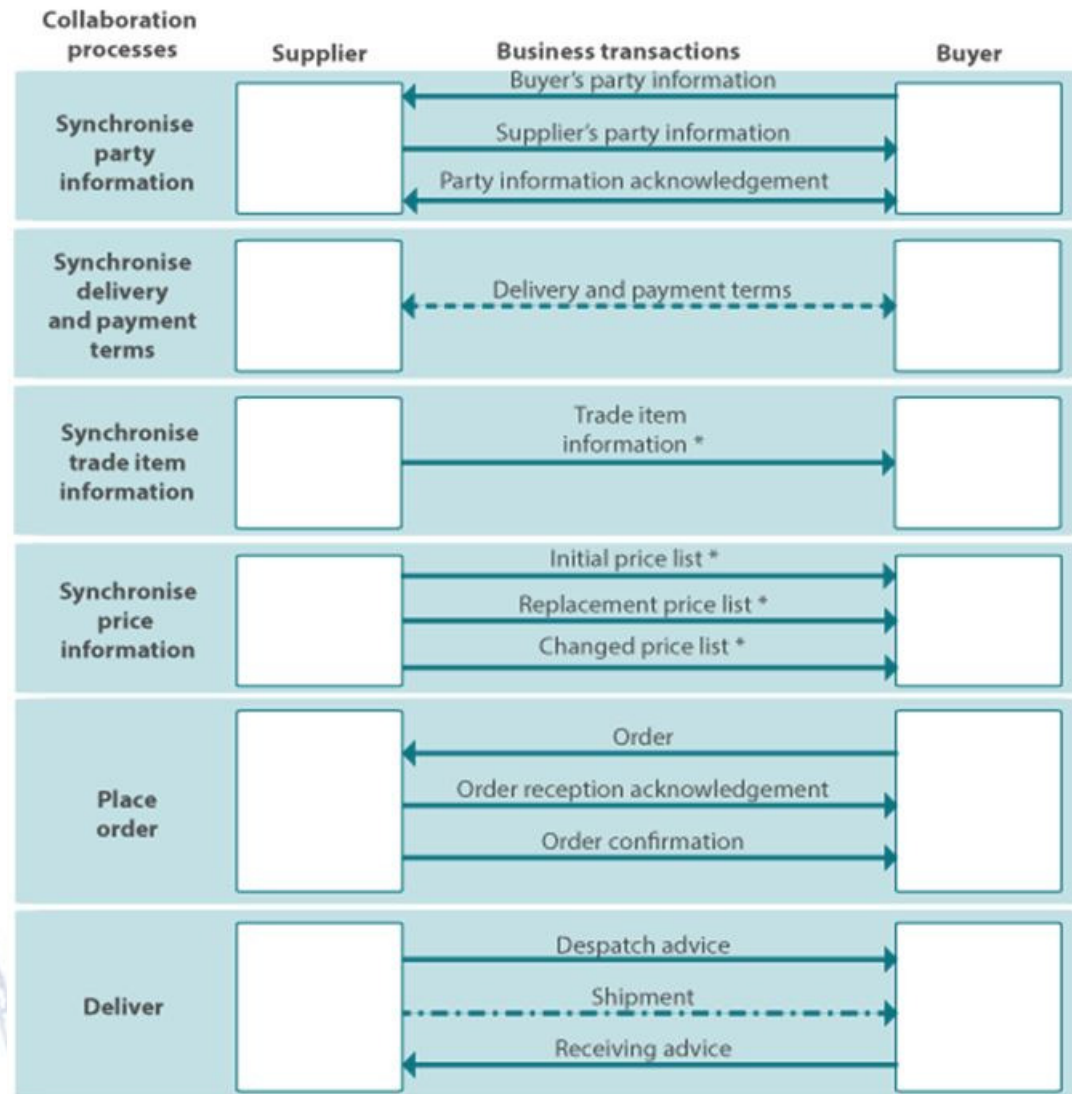 Collaboration
processes
Supplier
Business transactions
Buyer
Synchronise
party
information
Buyer's party information
Supplier's party information
Party information acknowledgement
Synchronise
delivery
and payment
terms
Delivery and payment terms
Synchronise
trade item
information
Trade item
information *
Synchronise
price
information
Initial price list *
Replacement price list *
Changed price list *
Place
order
Order
Order reception acknowledgement
Order confirmation
Deliver
Despatch advice
Shipment
Receiving advice